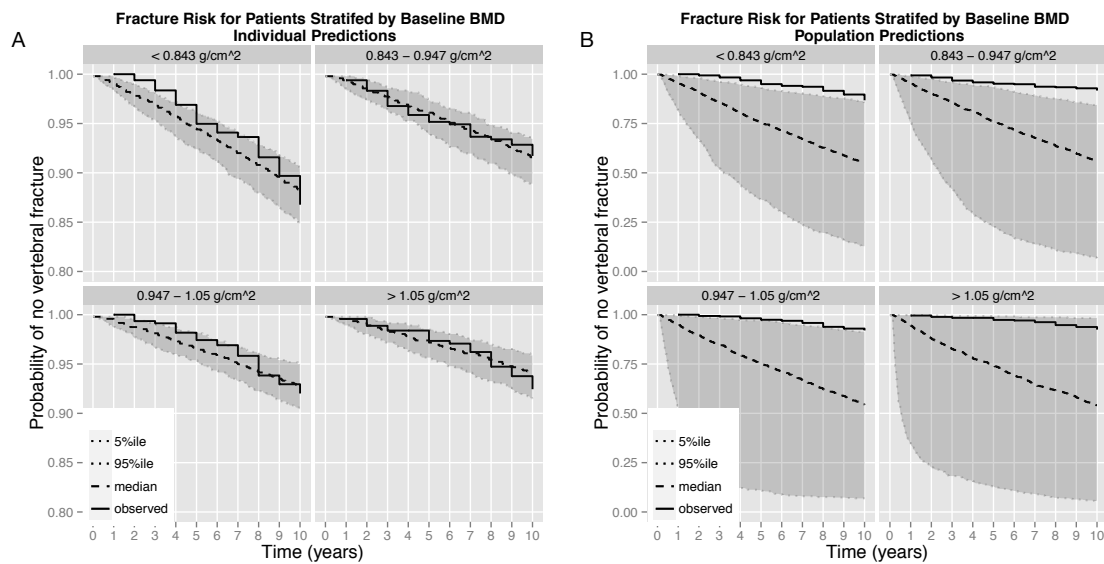 A
Fracture Risk for Patients Stratifed by Baseline BMD
Individual Predictions
< 0.843 g/cm^2
0.843 − 0.947 g/cm^2
1.00
0.95
0.90
0.85
0.80
0.947 − 1.05 g/cm^2
> 1.05 g/cm^2
1.00
0.95
0.90
0.85
0.80
Probability of no vertebral fracture
5%ile
95%ile
median
observed
0 1 2 3 4 5 6 7 8 9 10
0 1 2 3 4 5 6 7 8 9 10
Time (years)
B
Fracture Risk for Patients Stratifed by Baseline BMD
Population Predictions
< 0.843 g/cm^2
0.843 − 0.947 g/cm^2
1.00
0.75
0.50
0.25
0.00
0.947 − 1.05 g/cm^2
> 1.05 g/cm^2
1.00
0.75
0.50
0.25
0.00
Probability of no vertebral fracture
5%ile
95%ile
median
observed
0 1 2 3 4 5 6 7 8 9 10
0 1 2 3 4 5 6 7 8 9 10
Time (years)